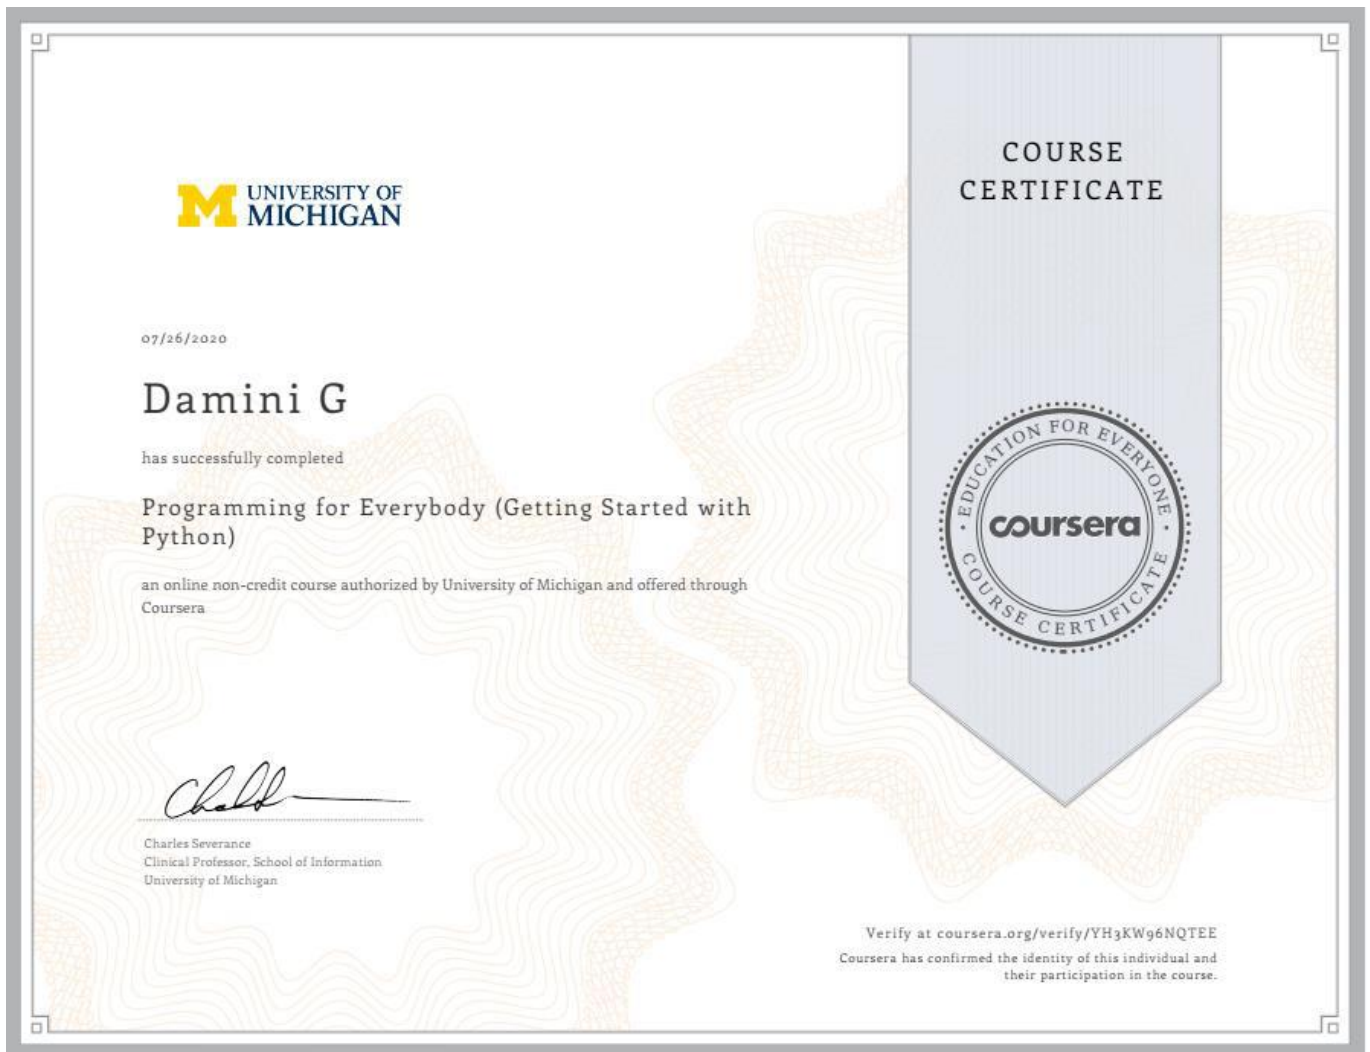 COURSE
CERTIFICATE
M UNIVERSITY OF
MICHIGAN
07/26/2020
Damini G
has successfully completed
Programming for Everybody (Getting Started with
Python)
an online non-credit course authorized by University of Michigan and offered through
Coursera
EDUCATION FOR EVERYONE
coursera
COURSE CERTIFICATE
Charles Severance
Clinical Professor, School of Information
University of Michigan
Verify at coursera.org/verify/YH3KW96NQTEE
Coursera has confirmed the identity of this individual and
their participation in the course.